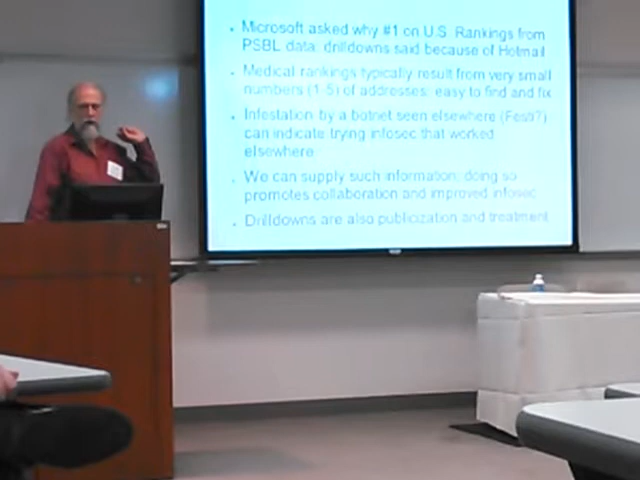 Microsoft asked why #1 on U.S. Rankings from
PSBL data: drilldowns said because of Hotmail
Medical rankings typically result from very small
numbers (1-5) of addresses: easy to find and fix
Infestation by a botnet seen elsewhere (Festi?)
can indicate trying infosec that worked
elsewhere
We can supply such information: doing so
promotes collaboration and improved infosec
Drilldowns are also publicization and treatment